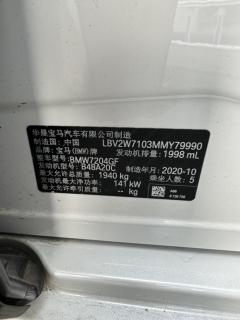 华晨宝马汽车有限公司制造
制造国：中国 LBV2W7103MMY79990
品牌：宝马(BMW)牌 发动机排量：1998 mL
整车型号：BMW7204GF
发动机型号：B48A20C 制造年月：2020-10
最大允许总质量：1940 kg 乘坐人数：5
发动机最大净功率：141 kW
最大允许牵引质量：-- kg